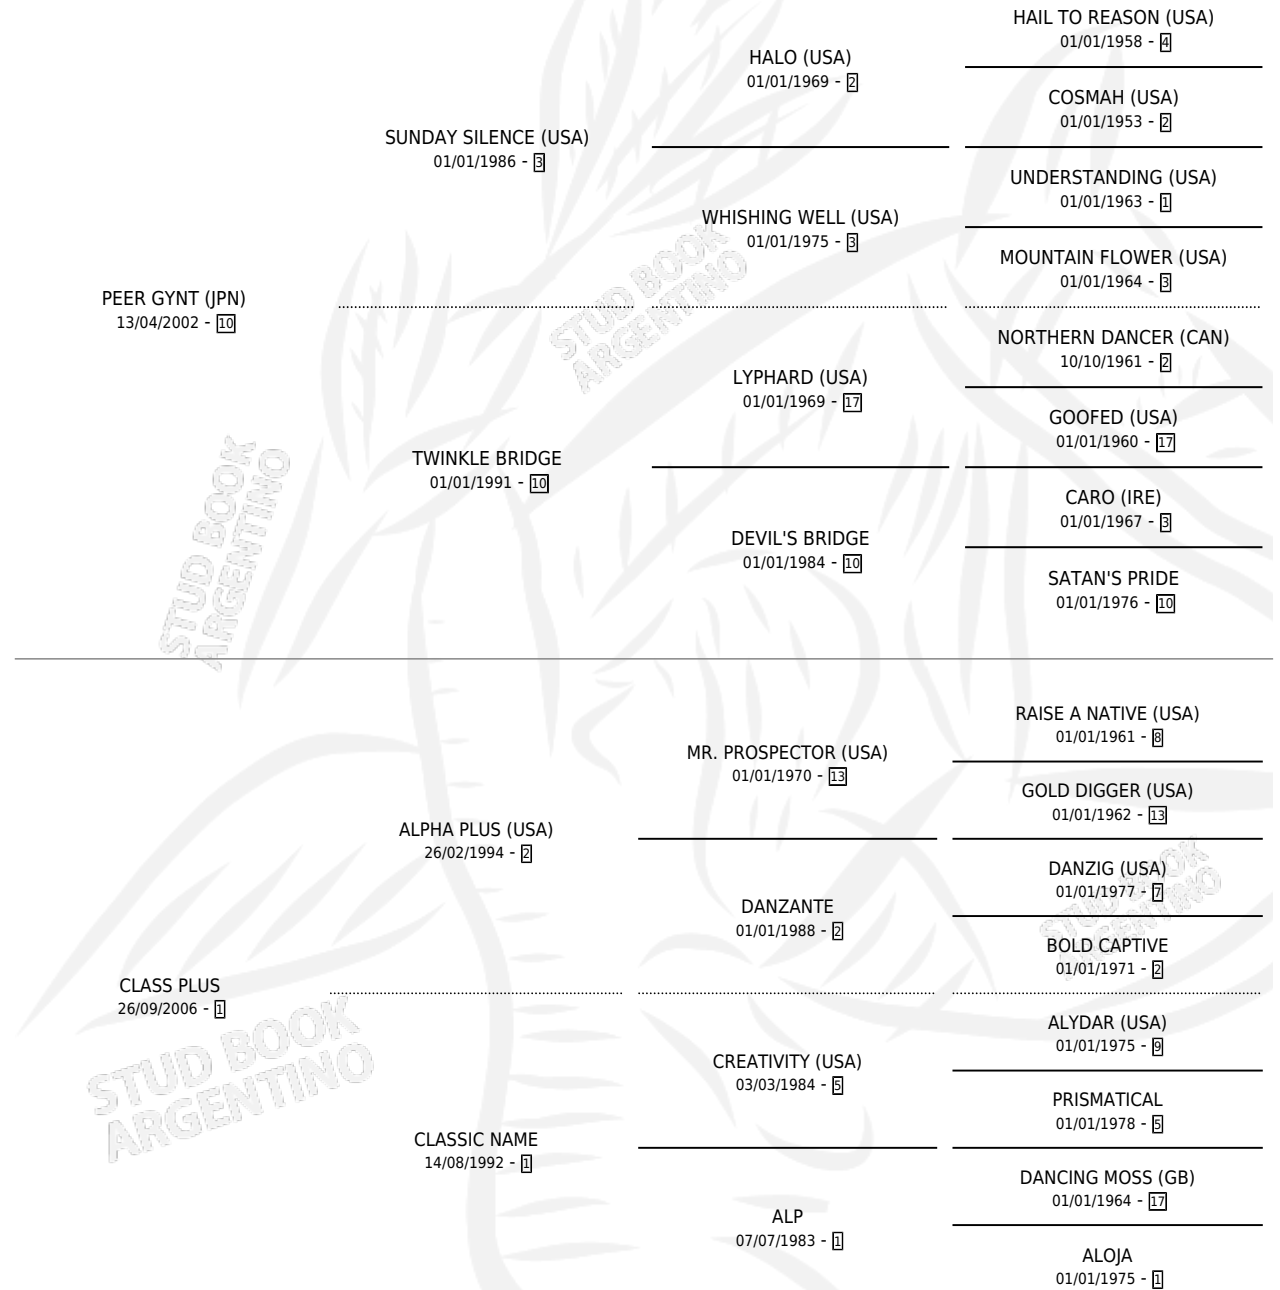 HAIL TO REASON (USA)
01/01/1958 - 4
HALO (USA)
01/01/1969 - 2
COSMAH (USA)
01/01/1953 - 2
SUNDAY SILENCE (USA)
01/01/1986 - 3
UNDERSTANDING (USA)
01/01/1963 - 1
WHISHING WELL (USA)
01/01/1975 - 3
MOUNTAIN FLOWER (USA)
01/01/1964 - 3
PEER GYNT (JPN)
13/04/2002 - 10
NORTHERN DANCER (CAN)
10/10/1961 - 2
LYPHARD (USA)
01/01/1969 - 17
GOOFED (USA)
01/01/1960 - 17
TWINKLE BRIDGE
01/01/1991 - 10
CARO (IRE)
01/01/1967 - 3
DEVIL'S BRIDGE
01/01/1984 - 10
SATAN'S PRIDE
01/01/1976 - 10
RAISE A NATIVE (USA)
01/01/1961 - 8
MR. PROSPECTOR (USA)
01/01/1970 - 13
GOLD DIGGER (USA)
01/01/1962 - 13
ALPHA PLUS (USA)
26/02/1994 - 2
DANZIG (USA)
01/01/1977 - 7
DANZANTE
01/01/1988 - 2
BOLD CAPTIVE
01/01/1971 - 2
CLASS PLUS
26/09/2006 - 1
ALYDAR (USA)
01/01/1975 - 9
CREATIVITY (USA)
03/03/1984 - 5
PRISMATICAL
01/01/1978 - 5
CLASSIC NAME
14/08/1992 - 1
DANCING MOSS (GB)
01/01/1964 - 17
ALP
07/07/1983 - 1
ALOJA
01/01/1975 - 1
STUD BOOK
ARGENTINO
STUD BOOK
ARGENTINO
STUD BOOK
ARGENTINO
STUD BOOK
ARGENTINO